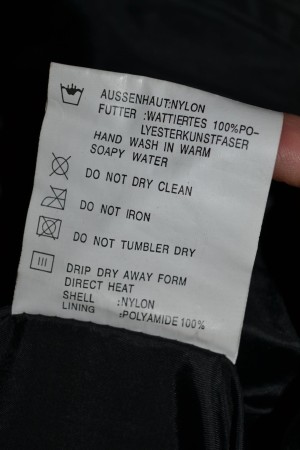 AUSSENHAUT:NYLON
FUTTER :WATTIERTES 100%PO-
LYESTERKUNSTFASER
HAND WASH IN WARM
SOAPY WATER
DO NOT DRY CLEAN
DO NOT IRON
DO NOT TUMBLER DRY
DRIP DRY AWAY FORM
DIRECT HEAT
SHELL :NYLON
LINING :POLYAMIDE 100%